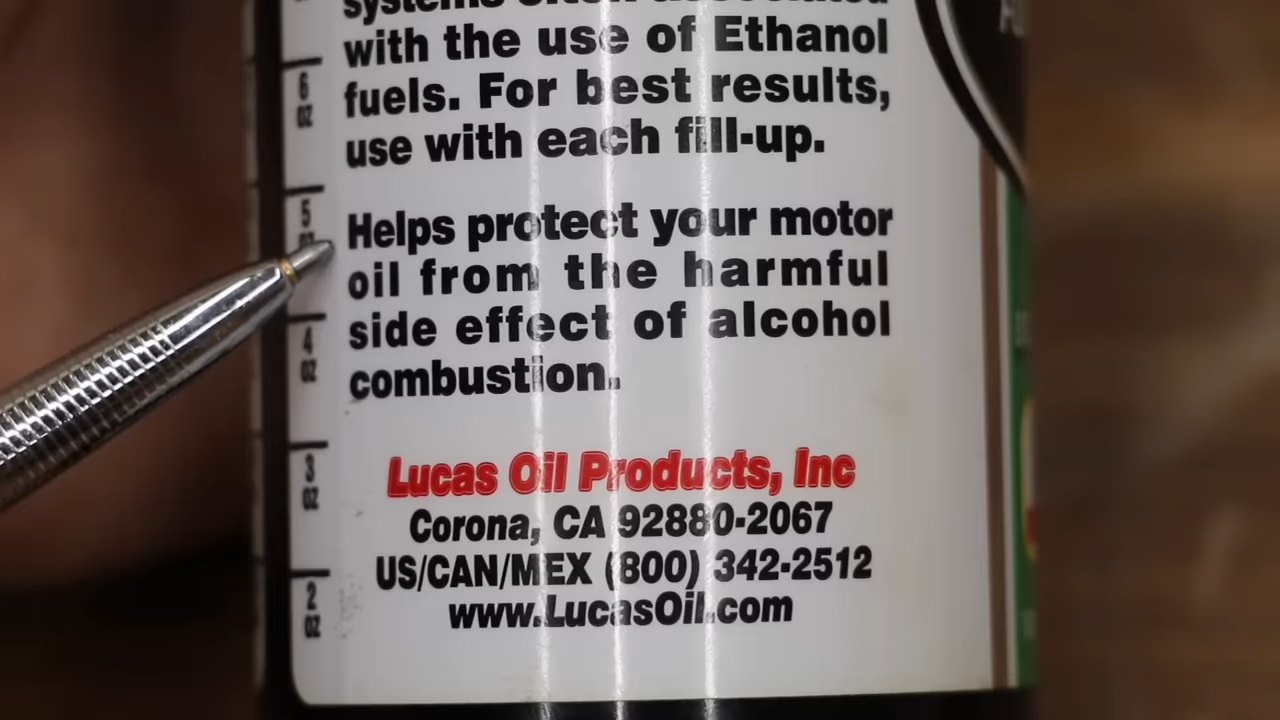 with the use of Ethanol
fuels. For best results,
use with each fill-up.
Helps protect your motor
oil from the harmful
side effect of alcohol
combustion.
Lucas Oil Products, Inc
Corona, CA 92880-2067
US/CAN/MEX (800) 342-2512
www.LucasOil.com
6
OZ
5
4
OZ
3
OZ
2
OZ